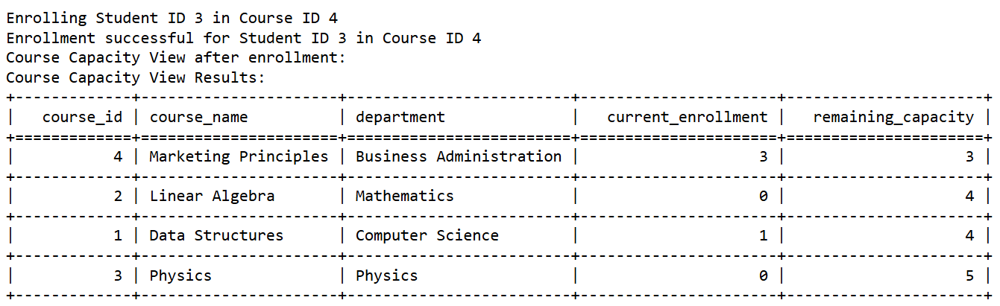 Enrolling Student ID 3 in Course ID 4
Enrollment successful for Student ID 3 in Course ID 4
Course Capacity View after enrollment:
Course Capacity View Results:
+-------------+----------------------+-------------------------+----------------------+----------------------+
|   course_id | course_name          | department              |   current_enrollment |   remaining_capacity |
+=============+======================+=========================+======================+======================+
|           4 | Marketing Principles | Business Administration |                    3 |                    3 |
+-------------+----------------------+-------------------------+----------------------+----------------------+
|           2 | Linear Algebra       | Mathematics             |                    0 |                    4 |
+-------------+----------------------+-------------------------+----------------------+----------------------+
|           1 | Data Structures      | Computer Science        |                    1 |                    4 |
+-------------+----------------------+-------------------------+----------------------+----------------------+
|           3 | Physics              | Physics                 |                    0 |                    5 |
+-------------+----------------------+-------------------------+----------------------+----------------------+